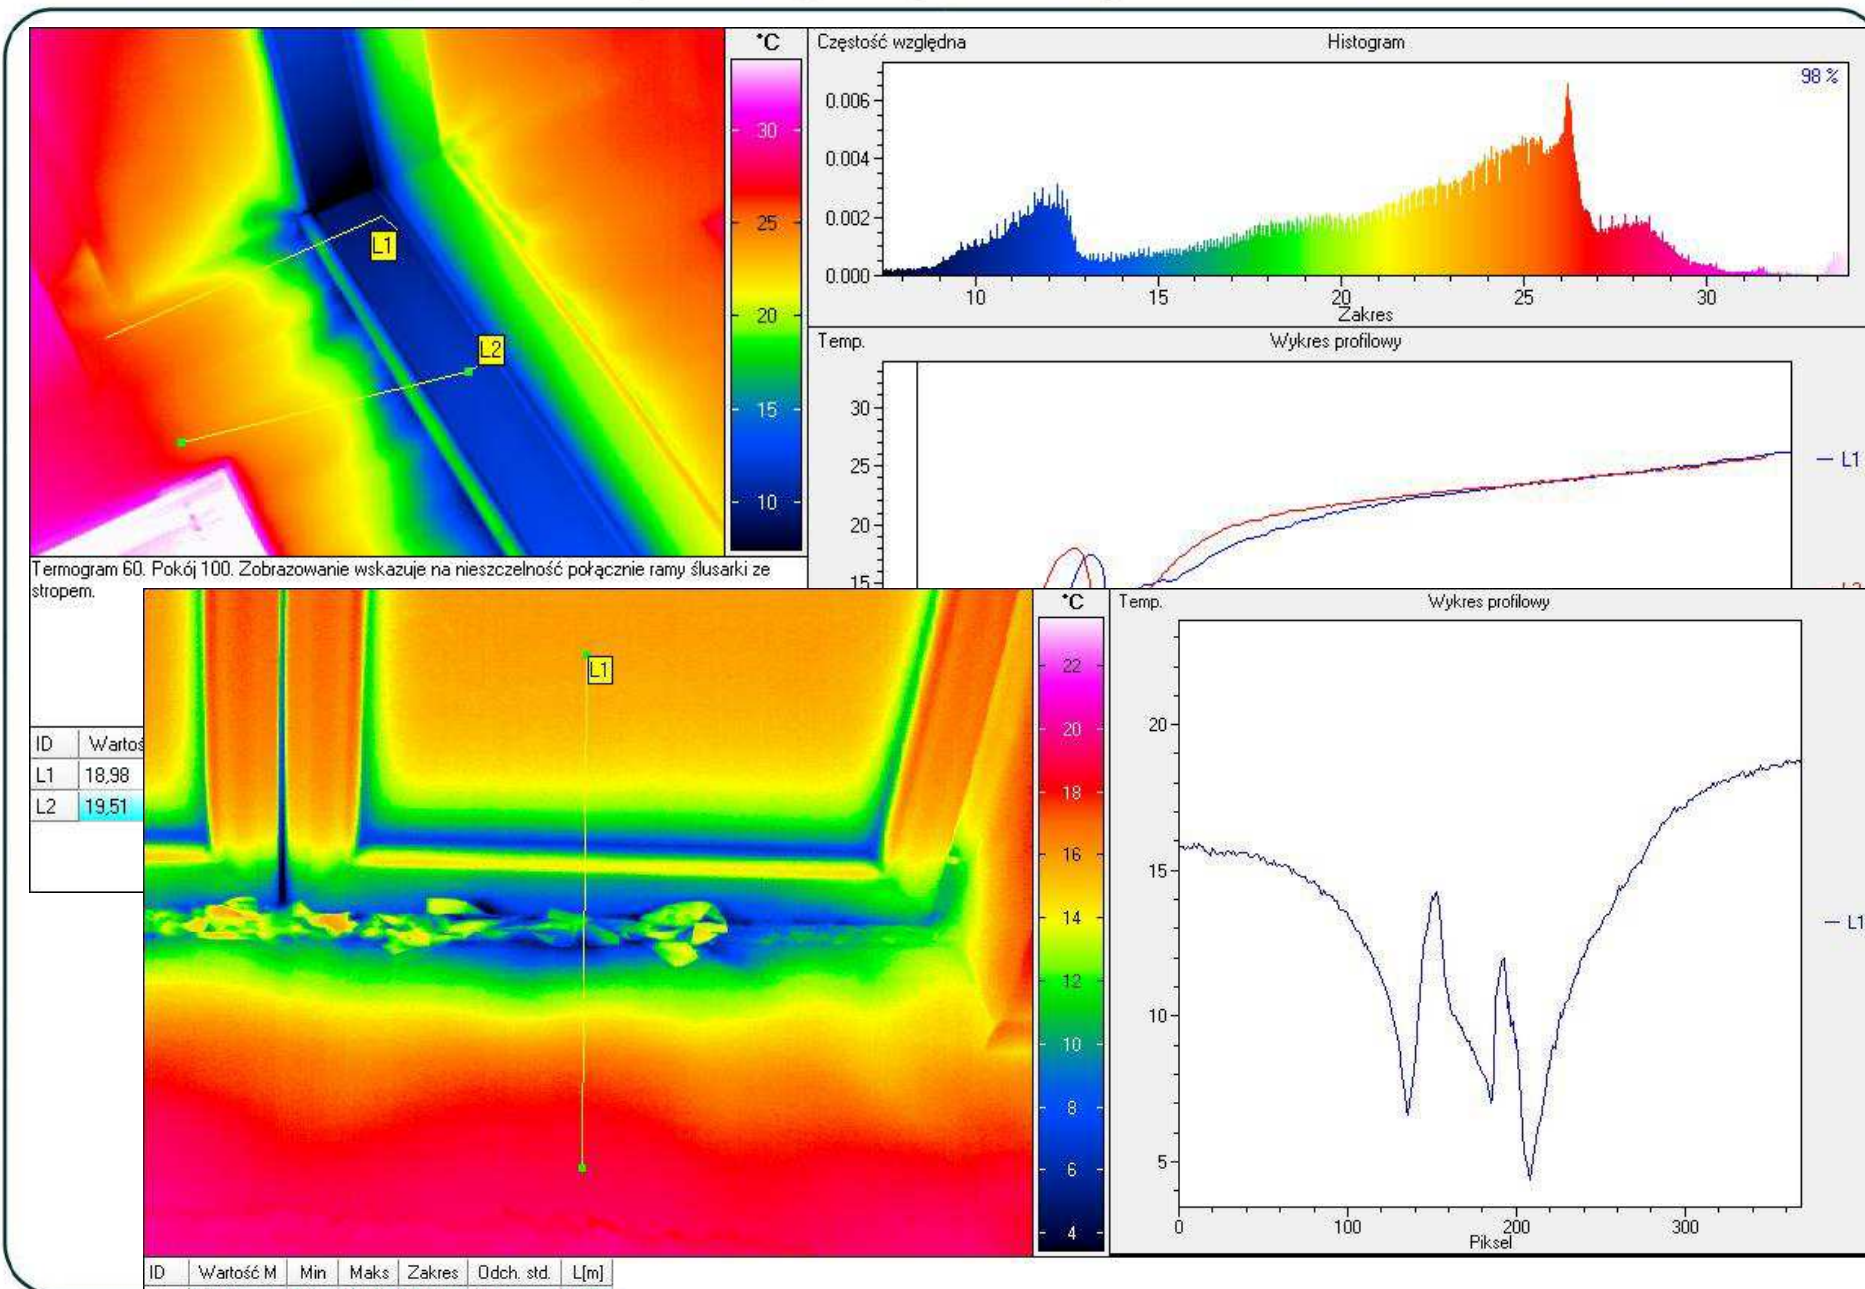 °C
30
25
20
15
10
L1
L2
Częstość względna
Histogram
98 %
0.006
0.004
0.002
0.000
10
15
20
25
30
Zakres
Temp.
Wykres profilowy
30
25
20
15
L1
Termogram 60. Pokój 100. Zobrazowanie wskazuje na nieszczelność połącznie ramy ślusarki ze
stropem.
ID
L1 18,98
L2 19,51
L1
°C
22
20
18
16
14
12
10
8
6
4
Temp.
Wykres profilowy
20
15
10
5
0
100
200
300
Piksel
L1
ID Wartość M Min Maks Zakres Odch. std. L[m]